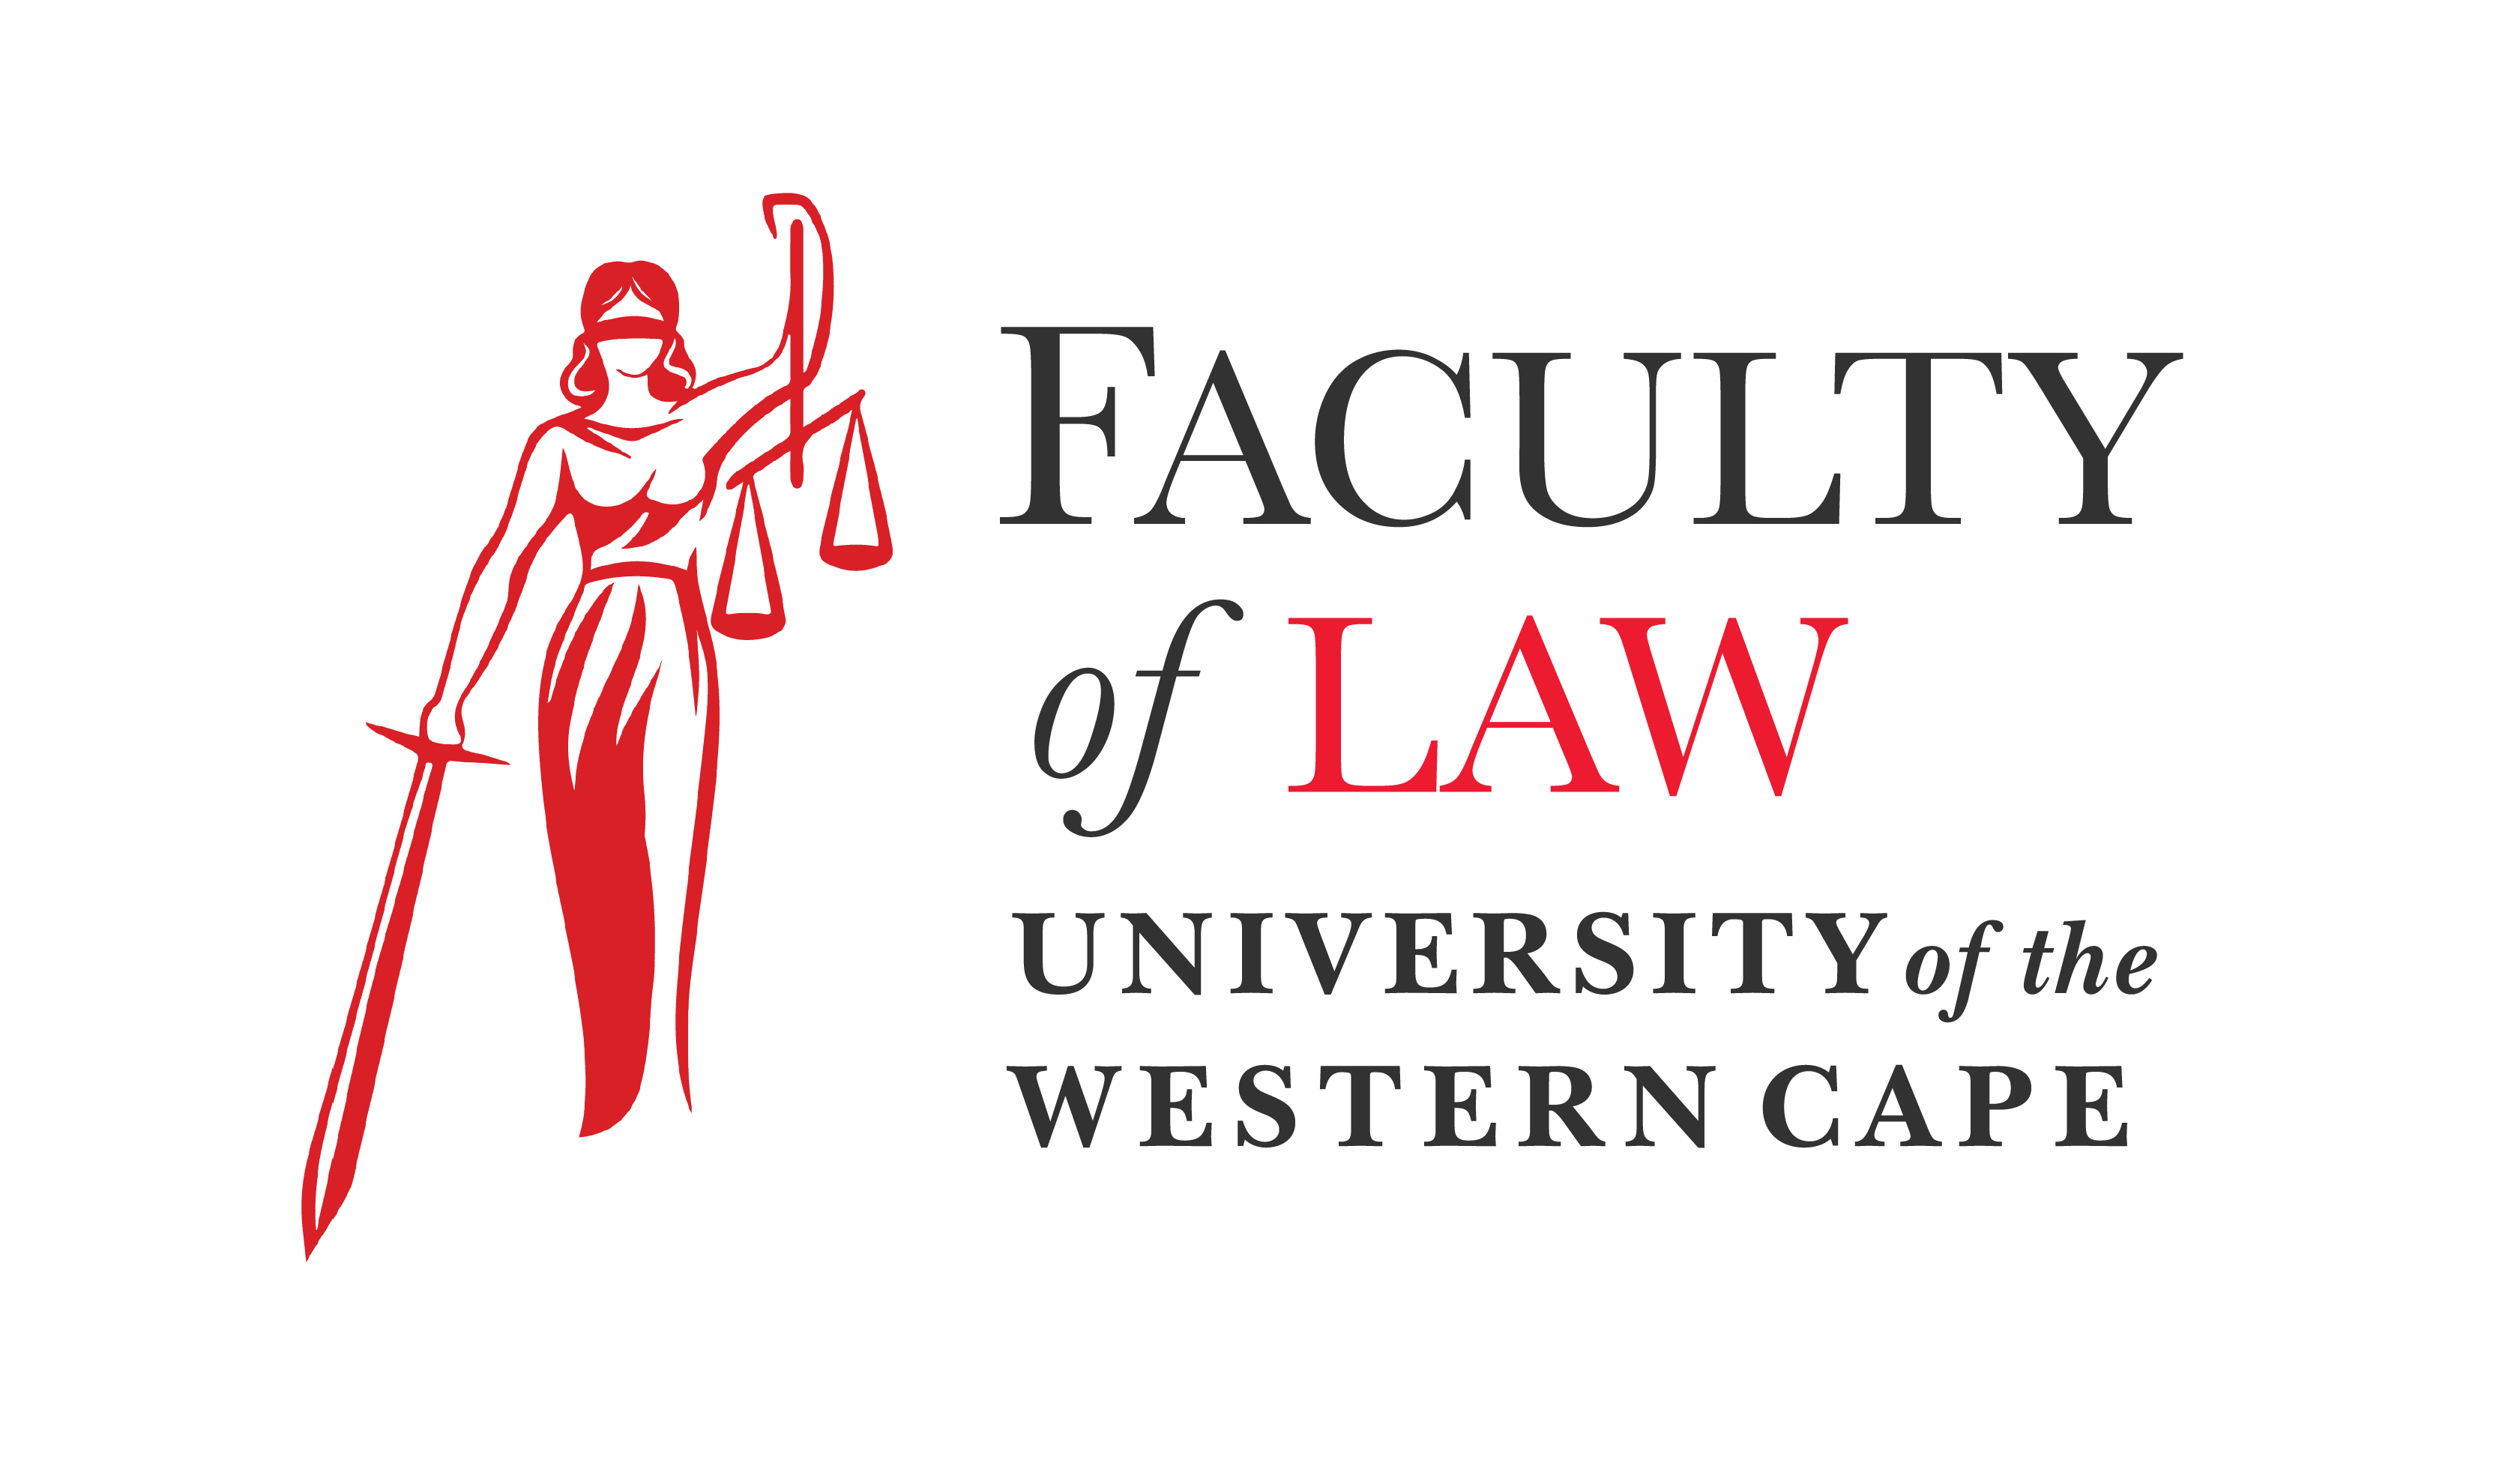 FACULTY
of LAW
UNIVERSITY of the
WESTERN CAPE